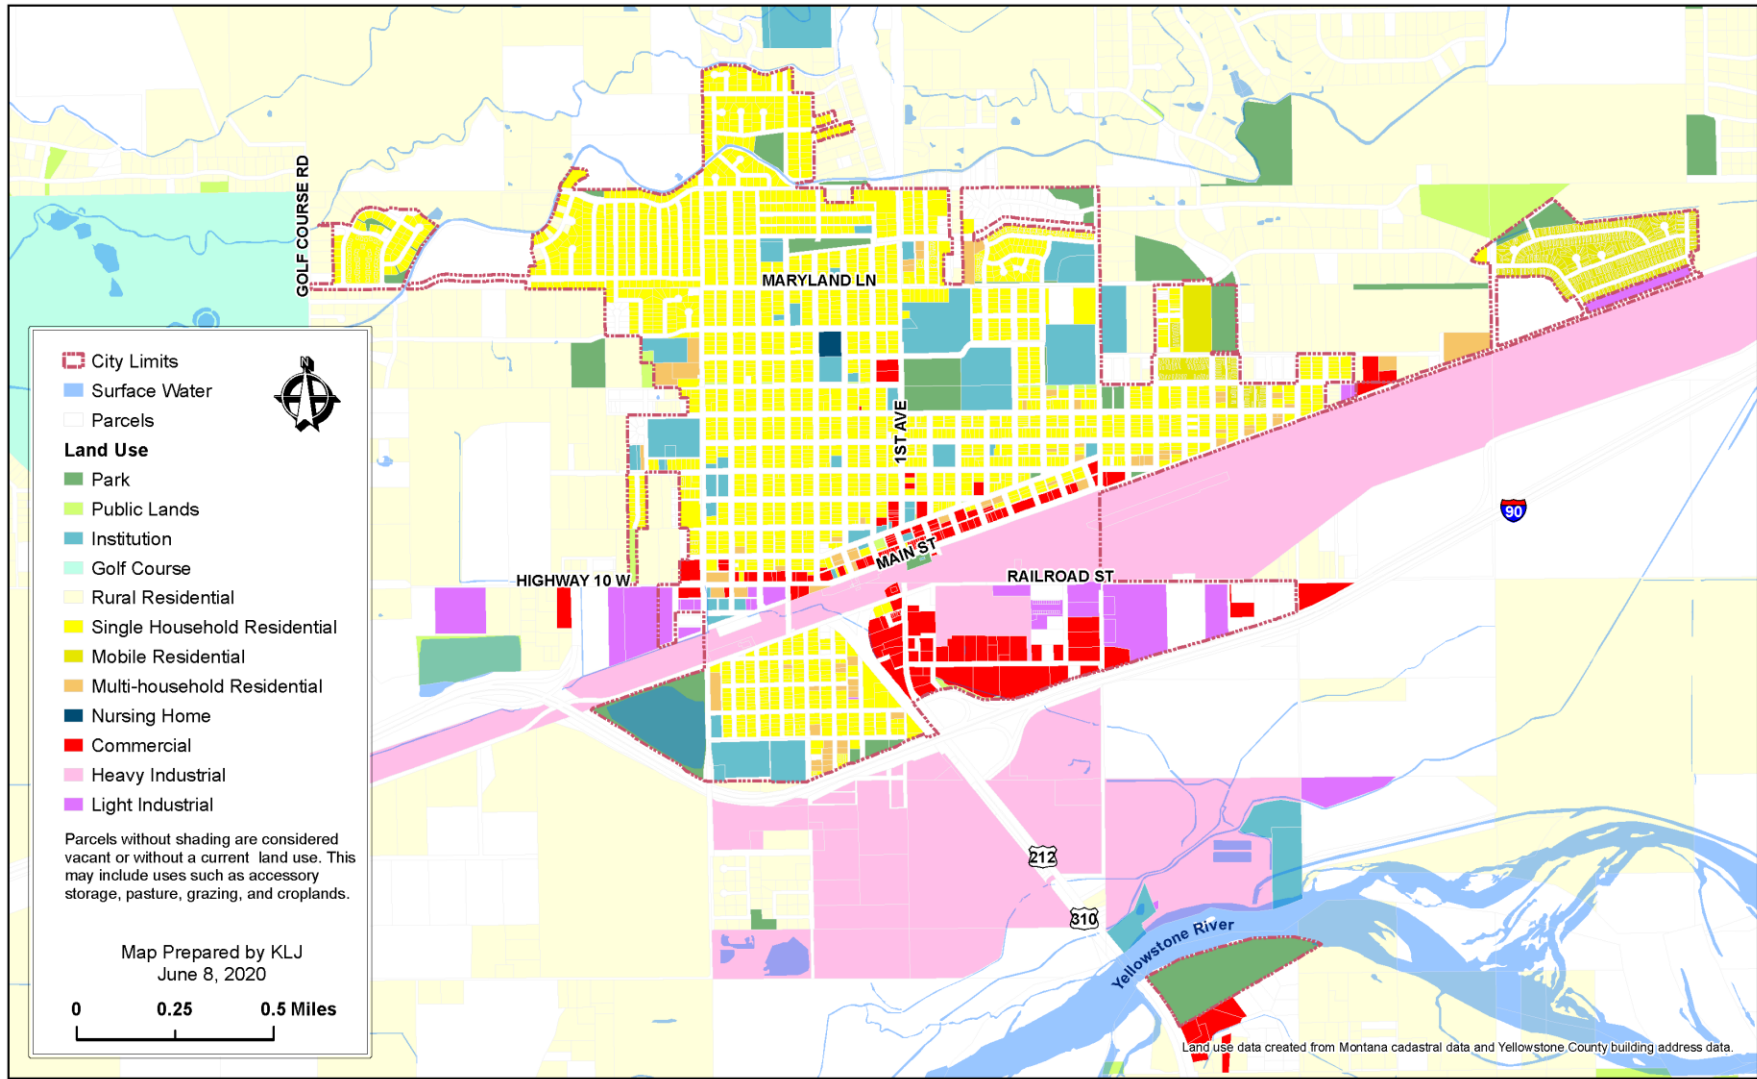 GOLF COURSE RD
MARYLAND LN
1ST AVE
MAIN ST
HIGHWAY 10 W
RAILROAD ST
90
212
310
Yellowstone River
N
City Limits
Surface Water
Parcels
Land Use
Park
Public Lands
Institution
Golf Course
Rural Residential
Single Household Residential
Mobile Residential
Multi-household Residential
Nursing Home
Commercial
Heavy Industrial
Light Industrial
Parcels without shading are considered
vacant or without a current land use. This
may include uses such as accessory
storage, pasture, grazing, and croplands.
Map Prepared by KLJ
June 8, 2020
0 0.25 0.5 Miles
Land use data created from Montana cadastral data and Yellowstone County building address data.